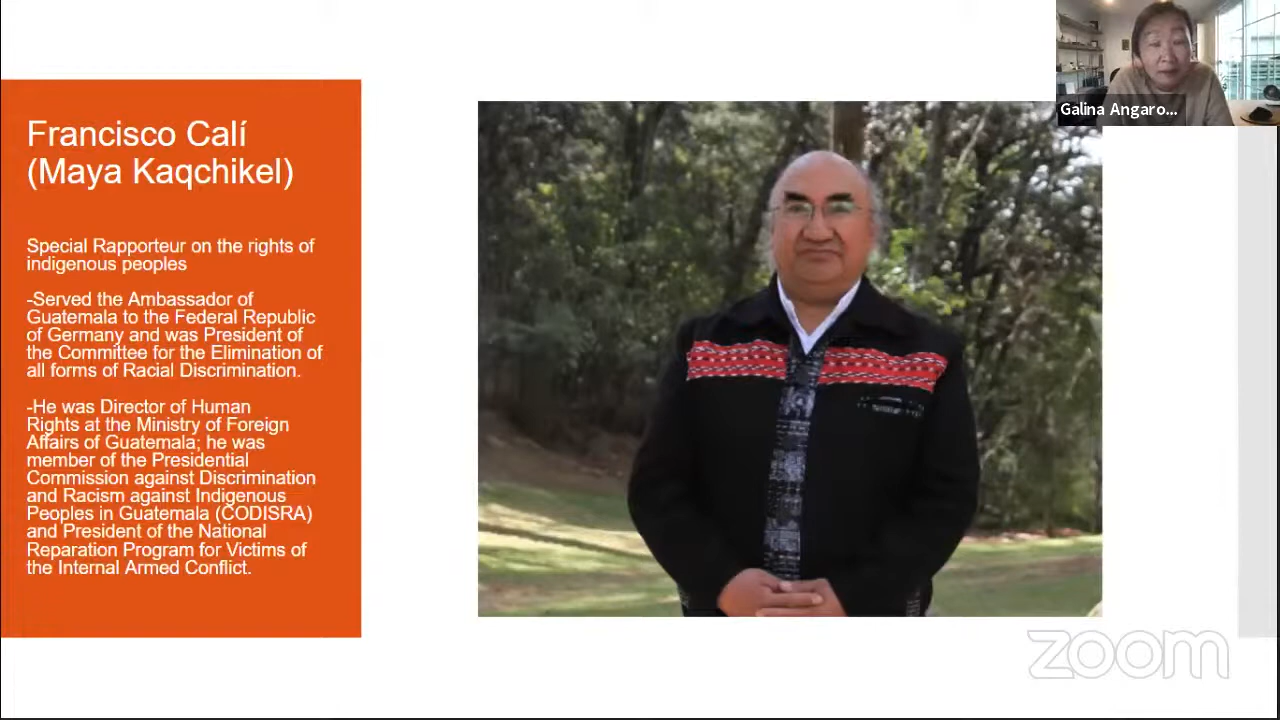 Francisco Calí
(Maya Kaqchikel)
Special Rapporteur on the rights of
indigenous peoples
-Served the Ambassador of
Guatemala to the Federal Republic
of Germany and was President of
the Committee for the Elimination of
all forms of Racial Discrimination.
-He was Director of Human
Rights at the Ministry of Foreign
Affairs of Guatemala; he was
member of the Presidential
Commission against Discrimination
and Racism against Indigenous
Peoples in Guatemala (CODISRA)
and President of the National
Reparation Program for Victims of
the Internal Armed Conflict.
Galina Angaro...
zoom